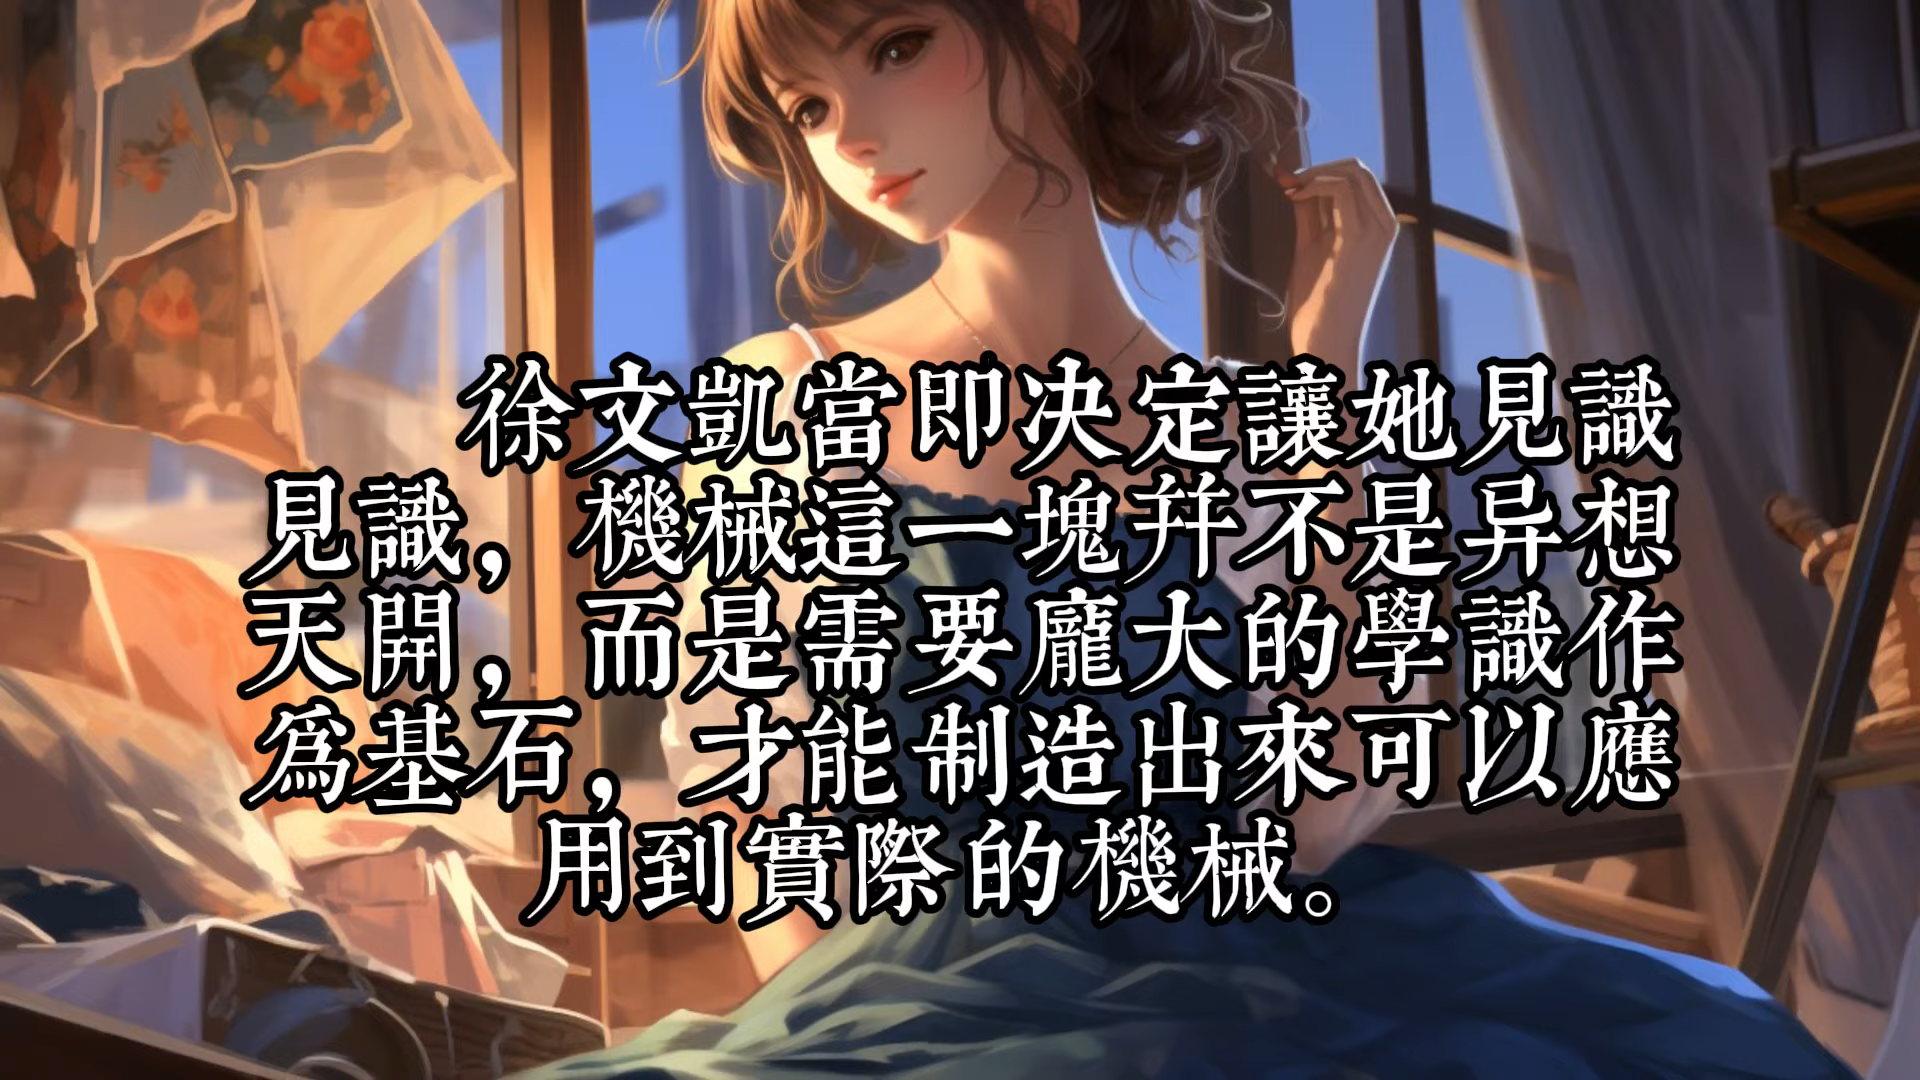 徐文凱當即决定讓她見識
見識，機械這一塊并不是异想
天開，而是需要龐大的學識作
爲基石，才能制造出來可以應
用到實際的機械。